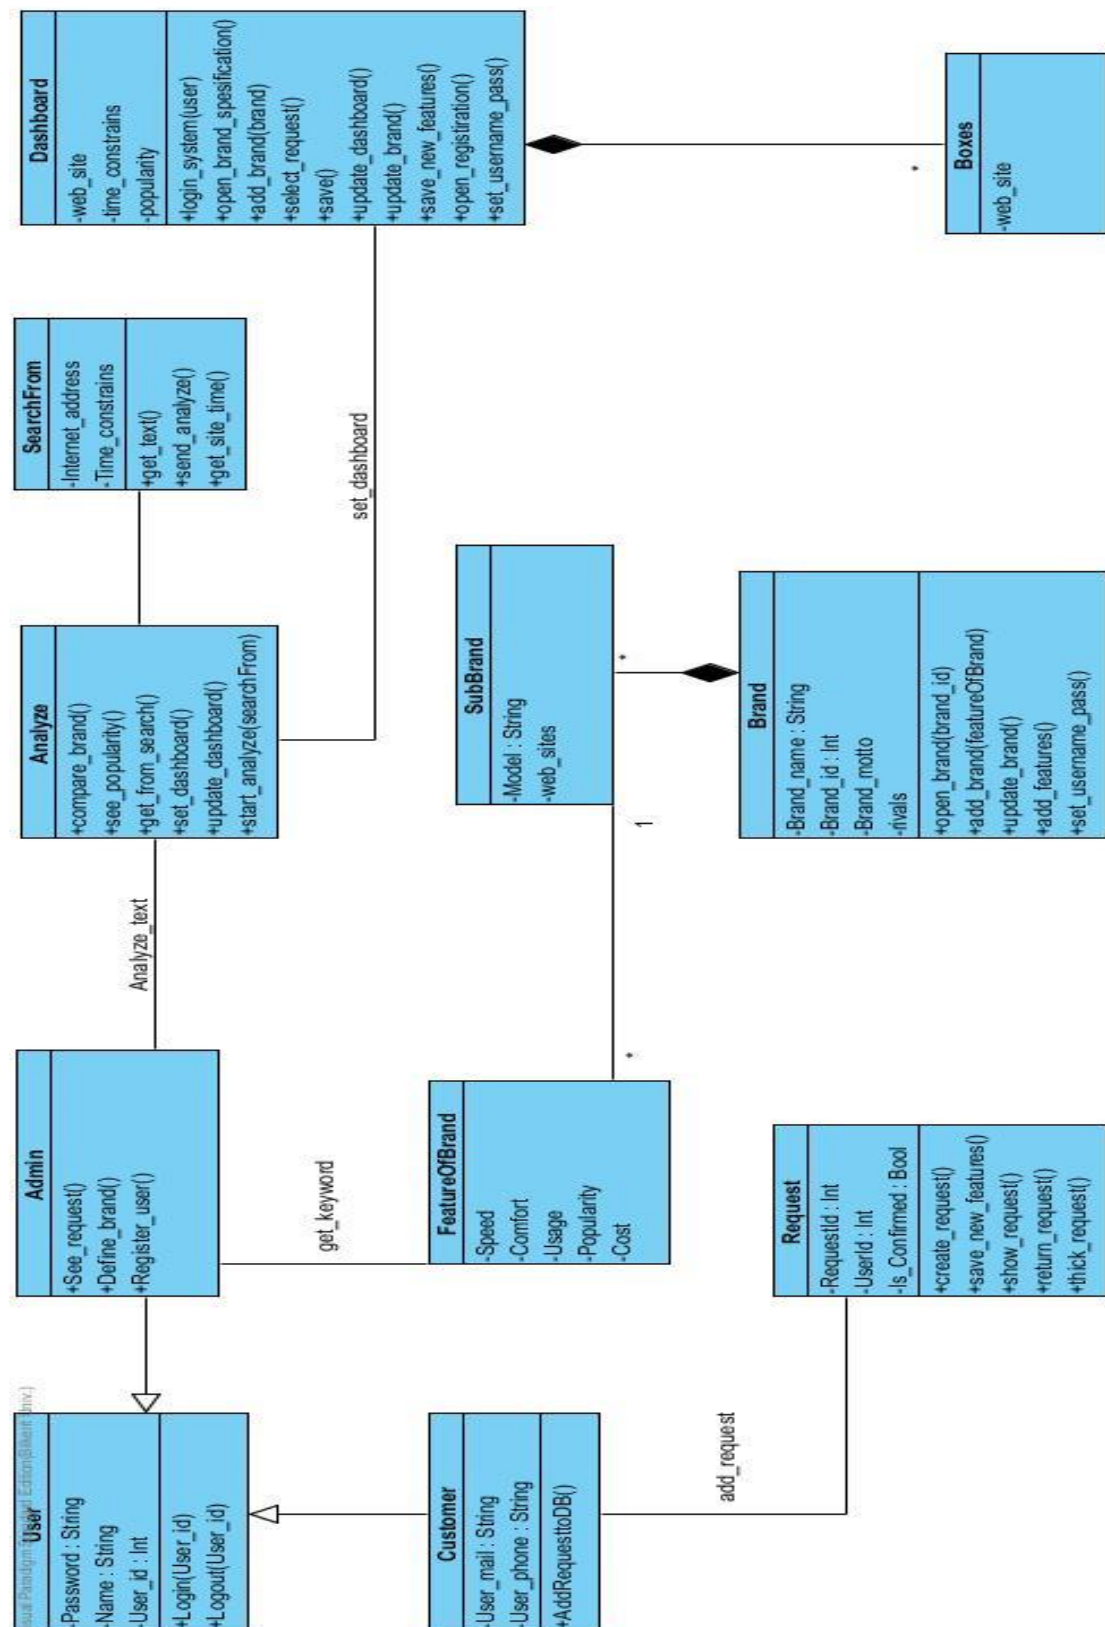 User
-Password : String
-Name : String
-User_id : Int
+Login(User_id)
+Logout(User_id)
Admin
+See_request()
+Define_brand()
+Register_user()
Analyze_text
Analyze
+compare_brand()
+see_popularity()
+get_from_search()
+set_dashboard()
+update_dashboard()
+start_analyze(searchFrom)
SearchFrom
-Internet_address
-Time_constrains
+get_text()
+send_analyze()
+get_site_time()
Dashboard
-web_site
-time_constrains
-popularity
+login_system(user)
+open_brand_spesification()
+add_brand(brand)
+select_request()
+save()
+update_dashboard()
+update_brand()
+save_new_features()
+open_registration()
+set_username_pass()
set_dashboard
get_keyword
Customer
-User_mail : String
-User_phone : String
+AddRequesttoDB()
FeatureOfBrand
-Speed
-Comfort
-Usage
-Popularity
-Cost
*
1
SubBrand
-Model : String
-web_sites
*
add_request
Request
-RequestId : Int
-UserId : Int
-Is_Confirmed : Bool
+create_request()
+save_new_features()
+show_request()
+return_request()
+thick_request()
Brand
-Brand_name : String
-Brand_id : Int
-Brand_motto
-rivals
+open_brand(brand_id)
+add_brand(featureOfBrand)
+update_brand()
+add_features()
+set_username_pass()
*
Boxes
-web_site